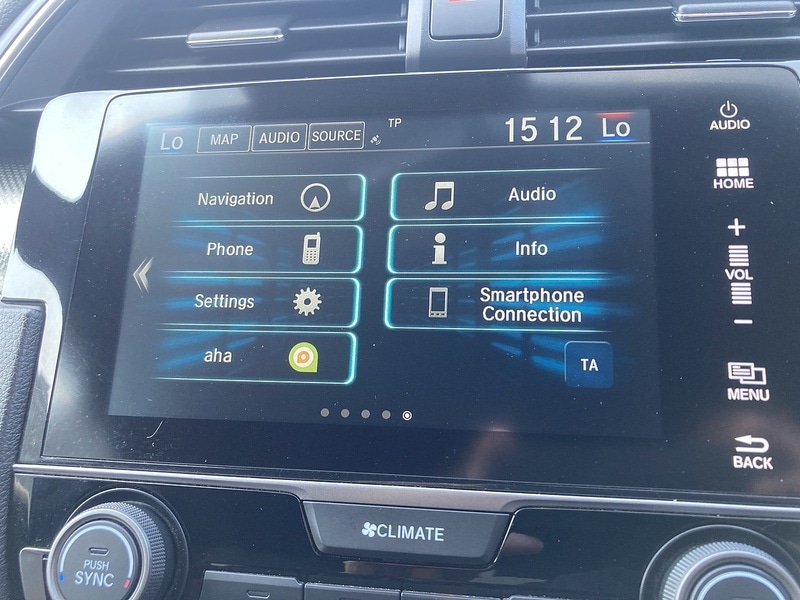 Lo MAP AUDIO SOURCE TP 15 12 Lo
Navigation
Audio
Phone
Info
Settings
Smartphone
Connection
aha
TA
AUDIO
HOME
+
VOL
−
MENU
BACK
CLIMATE
PUSH
SYNC